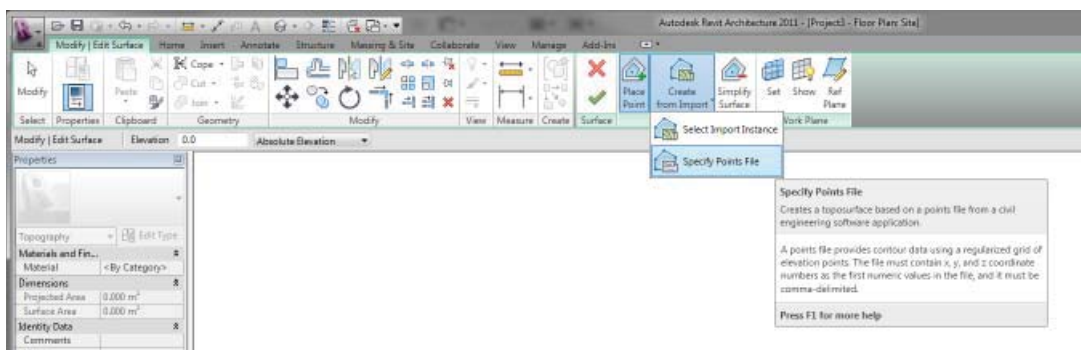 Autodesk Revit Architecture 2011 - [Project3 - Floor Plan: Site]
Modify | Edit Surface Home Insert Annotate Structure Massing & Site Collaborate View Manage Add-Ins
Modify Paste Cope Cut Join Place Point Create from Import Simplify Surface Set Show Ref Plane
Select Properties Clipboard Geometry Modify View Measure Create Surface Work Plane
Modify | Edit Surface Elevation 0.0 Absolute Elevation
Select Import Instance
Specify Points File
Properties
Topography Edit Type
Materials and Fin...
Material <By Category>
Dimensions
Projected Area 0.000 m²
Surface Area 0.000 m²
Identity Data
Comments
Specify Points File
Creates a toposurface based on a points file from a civil
engineering software application.
A points file provides contour data using a regularized grid of
elevation points. The file must contain x, y, and z coordinate
numbers as the first numeric values in the file, and it must be
comma-delimited.
Press F1 for more help